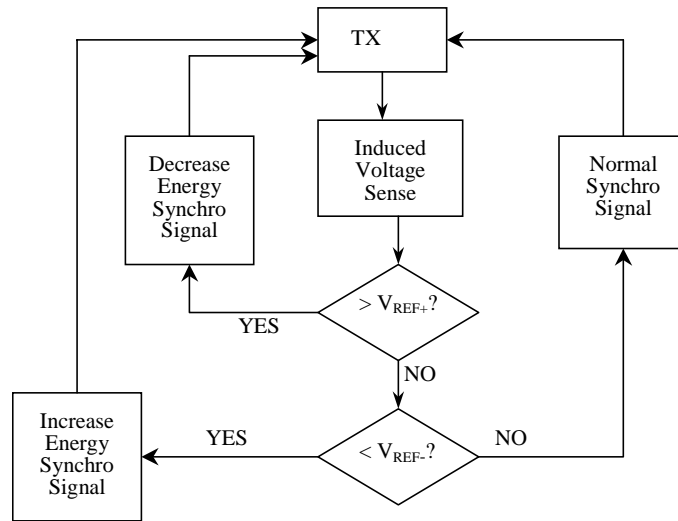 TX
Induced
Voltage
Sense
Decrease
Energy
Synchro
Signal
Normal
Synchro
Signal
> VREF+?
YES
NO
Increase
Energy
Synchro
Signal
YES
< VREF-?
NO